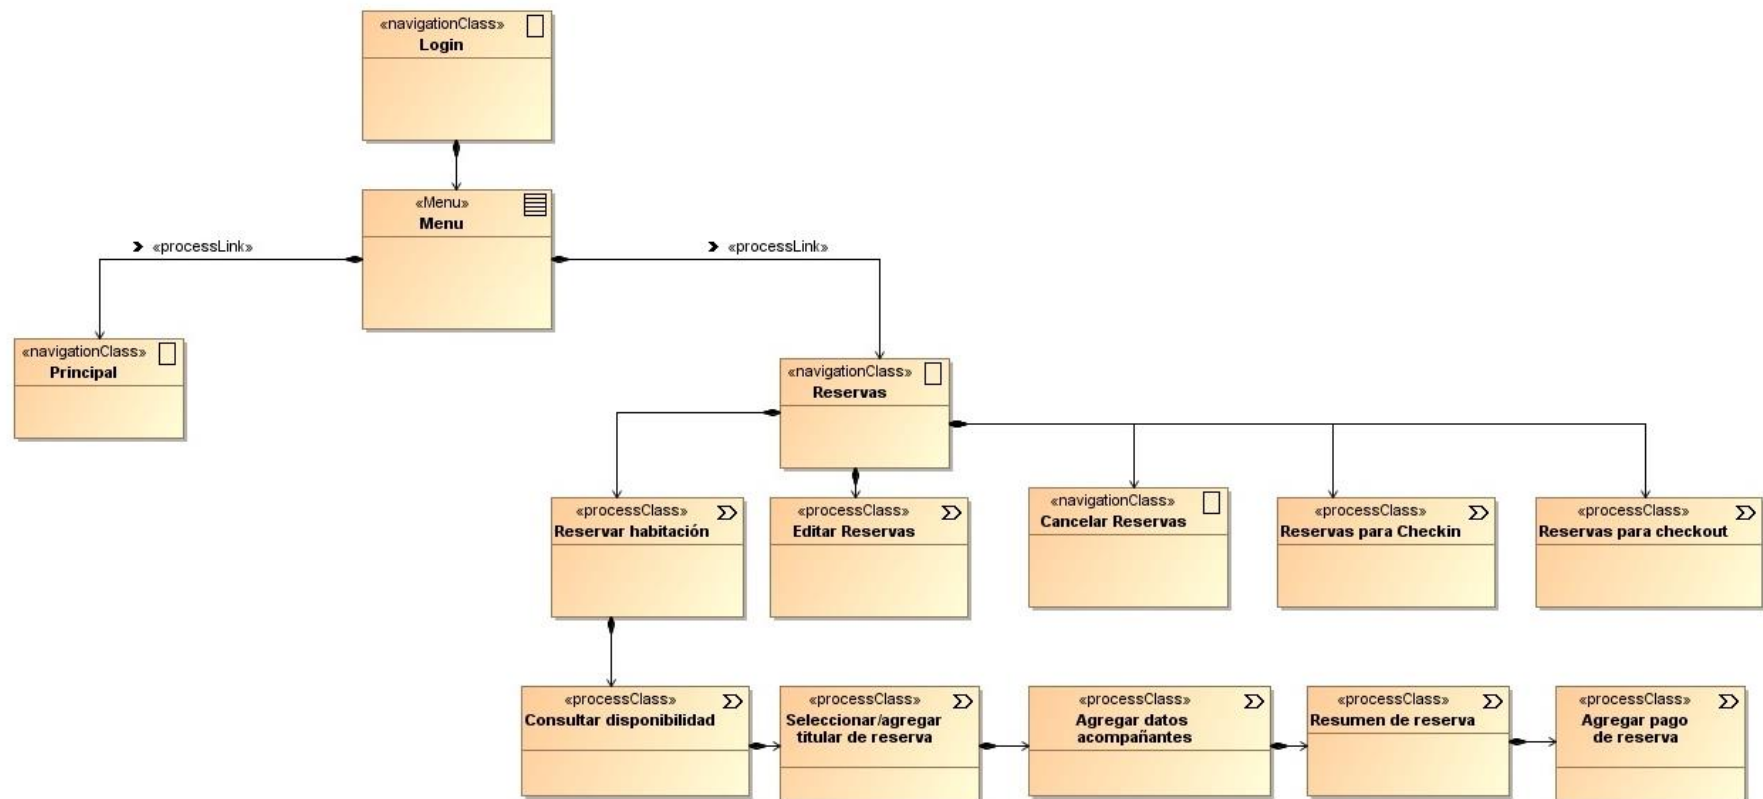 «navigationClass»
Login
«Menu»
Menu
«processLink»
«processLink»
«navigationClass»
Principal
«navigationClass»
Reservas
«processClass»
Reservar habitación
«processClass»
Editar Reservas
«navigationClass»
Cancelar Reservas
«processClass»
Reservas para Checkin
«processClass»
Reservas para checkout
«processClass»
Consultar disponibilidad
«processClass»
Seleccionar/agregar
titular de reserva
«processClass»
Agregar datos
acompañantes
«processClass»
Resumen de reserva
«processClass»
Agregar pago
de reserva